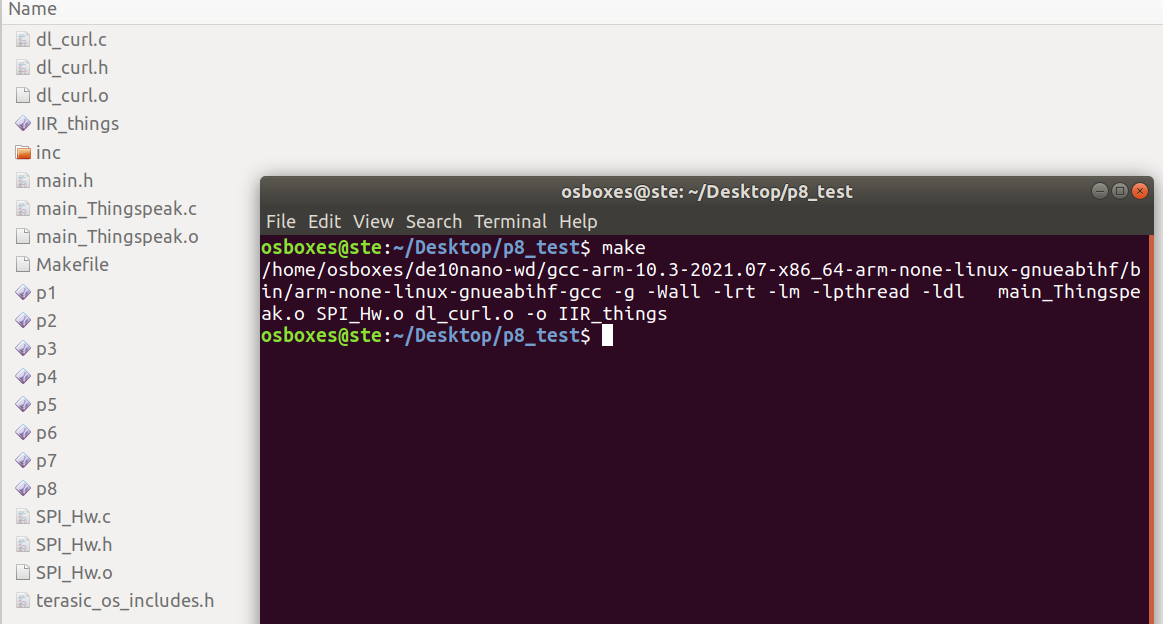 Name
dl_curl.c
dl_curl.h
dl_curl.o
IIR_things
inc
main.h
main_Thingspeak.c
main_Thingspeak.o
Makefile
p1
p2
p3
p4
p5
p6
p7
p8
SPI_Hw.c
SPI_Hw.h
SPI_Hw.o
terasic_os_includes.h
osboxes@ste: ~/Desktop/p8_test
File Edit View Search Terminal Help
osboxes@ste:~/Desktop/p8_test$ make
/home/osboxes/de10nano-wd/gcc-arm-10.3-2021.07-x86_64-arm-none-linux-gnueabihf/b
in/arm-none-linux-gnueabihf-gcc -g -Wall -lrt -lm -lpthread -ldl   main_Thingspe
ak.o SPI_Hw.o dl_curl.o -o IIR_things
osboxes@ste:~/Desktop/p8_test$